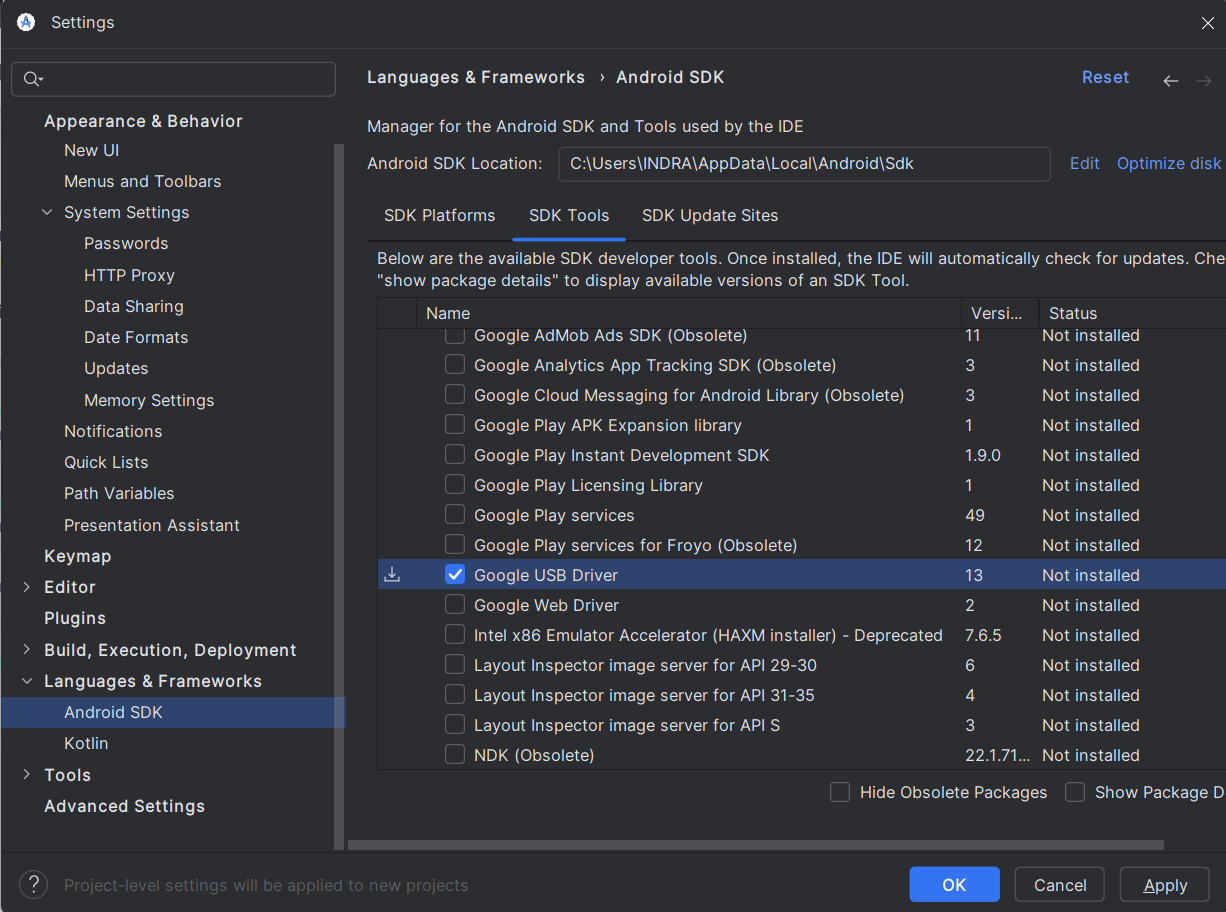 Settings
Appearance & Behavior
New UI
Menus and Toolbars
System Settings
Passwords
HTTP Proxy
Data Sharing
Date Formats
Updates
Memory Settings
Notifications
Quick Lists
Path Variables
Presentation Assistant
Keymap
Editor
Plugins
Build, Execution, Deployment
Languages & Frameworks
Android SDK
Kotlin
Tools
Advanced Settings
Languages & Frameworks › Android SDK
Reset
Manager for the Android SDK and Tools used by the IDE
Android SDK Location: C:\Users\INDRA\AppData\Local\Android\Sdk Edit Optimize disk
SDK Platforms SDK Tools SDK Update Sites
Below are the available SDK developer tools. Once installed, the IDE will automatically check for updates. Che
"show package details" to display available versions of an SDK Tool.
Name Versi... Status
Google AdMob Ads SDK (Obsolete) 11 Not installed
Google Analytics App Tracking SDK (Obsolete) 3 Not installed
Google Cloud Messaging for Android Library (Obsolete) 3 Not installed
Google Play APK Expansion library 1 Not installed
Google Play Instant Development SDK 1.9.0 Not installed
Google Play Licensing Library 1 Not installed
Google Play services 49 Not installed
Google Play services for Froyo (Obsolete) 12 Not installed
Google USB Driver 13 Not installed
Google Web Driver 2 Not installed
Intel x86 Emulator Accelerator (HAXM installer) - Deprecated 7.6.5 Not installed
Layout Inspector image server for API 29-30 6 Not installed
Layout Inspector image server for API 31-35 4 Not installed
Layout Inspector image server for API S 3 Not installed
NDK (Obsolete) 22.1.71... Not installed
Hide Obsolete Packages Show Package D
? Project-level settings will be applied to new projects
OK Cancel Apply